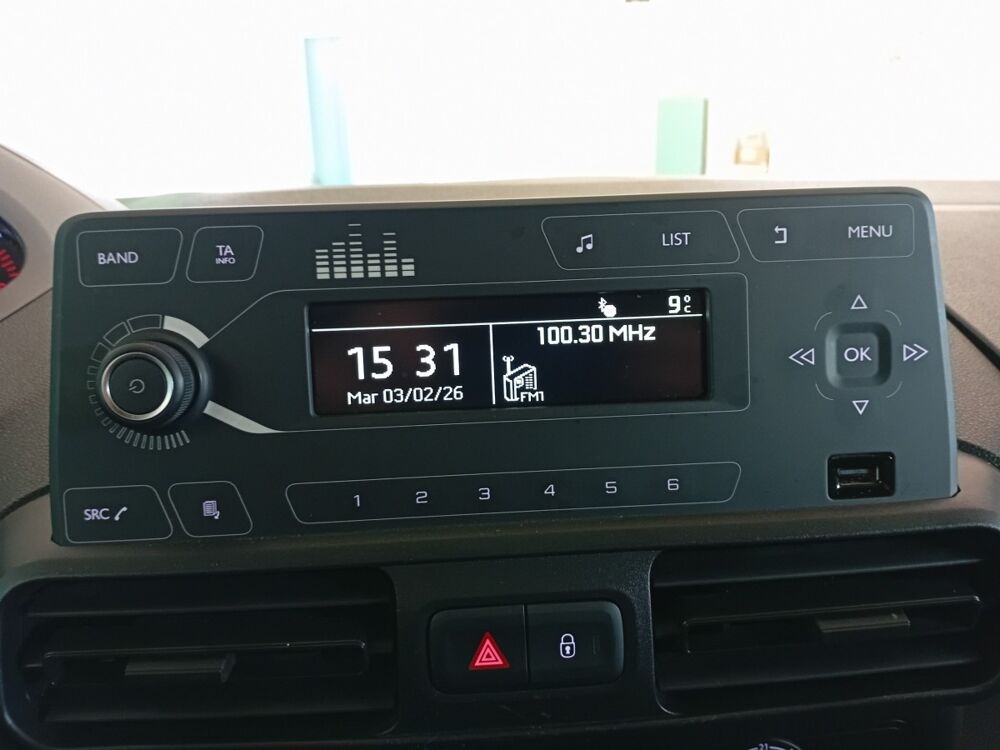 BAND
TA
INFO
LIST
MENU
9°C
100.30 MHz
15 31
Mar 03/02/26
FM1
OK
SRC
1 2 3 4 5 6
21